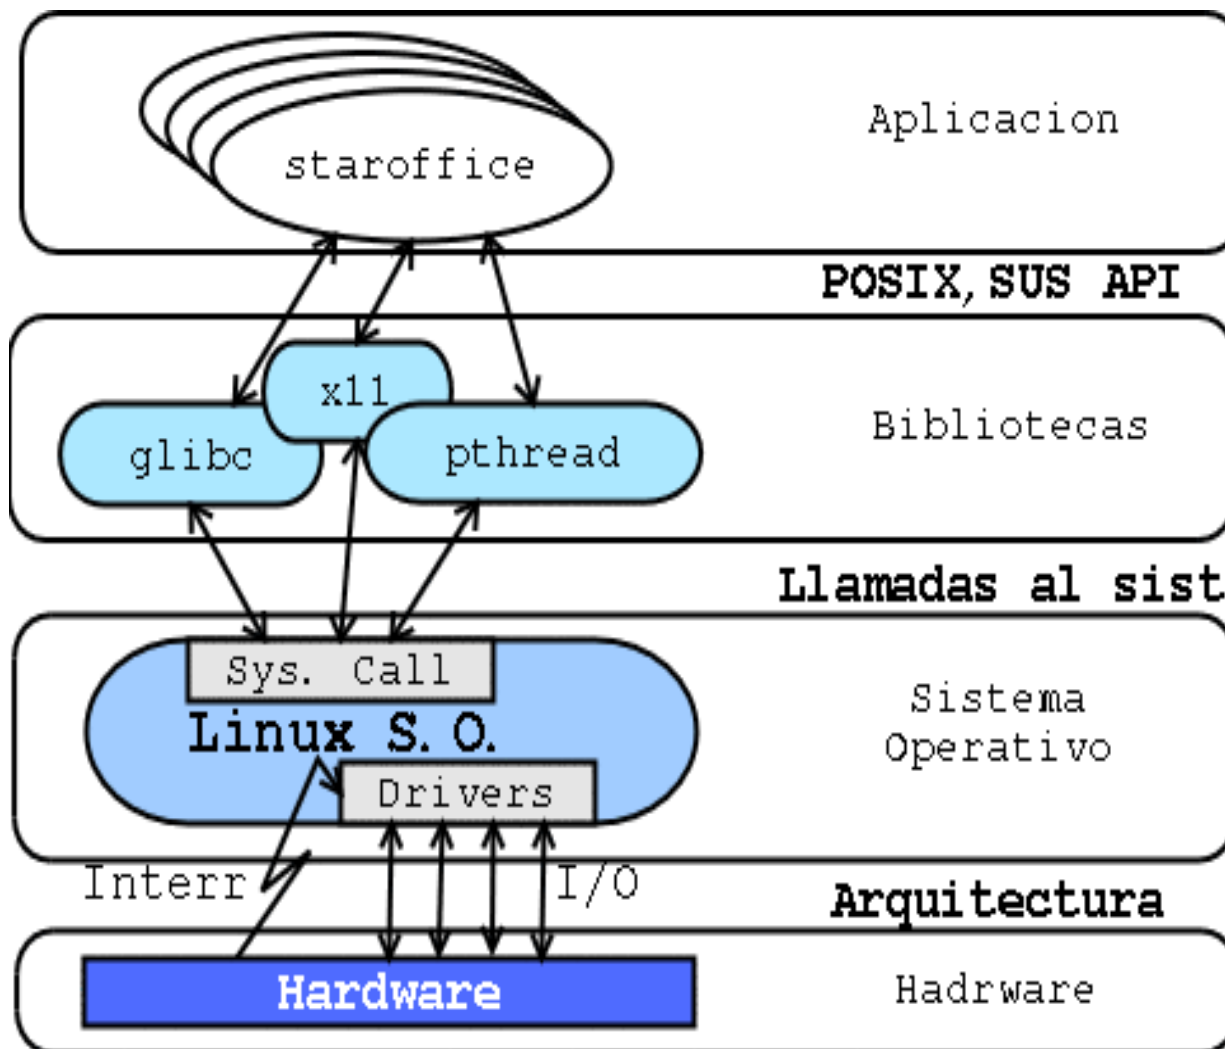 Aplicacion
staroffice
POSIX, SUS API
x11
glibc
pthread
Bibliotecas
Llamadas al sist
Sys. Call
Linux S.O.
Sistema
Operativo
Drivers
Interr
I/O
Arquitectura
Hardware
Hadrware